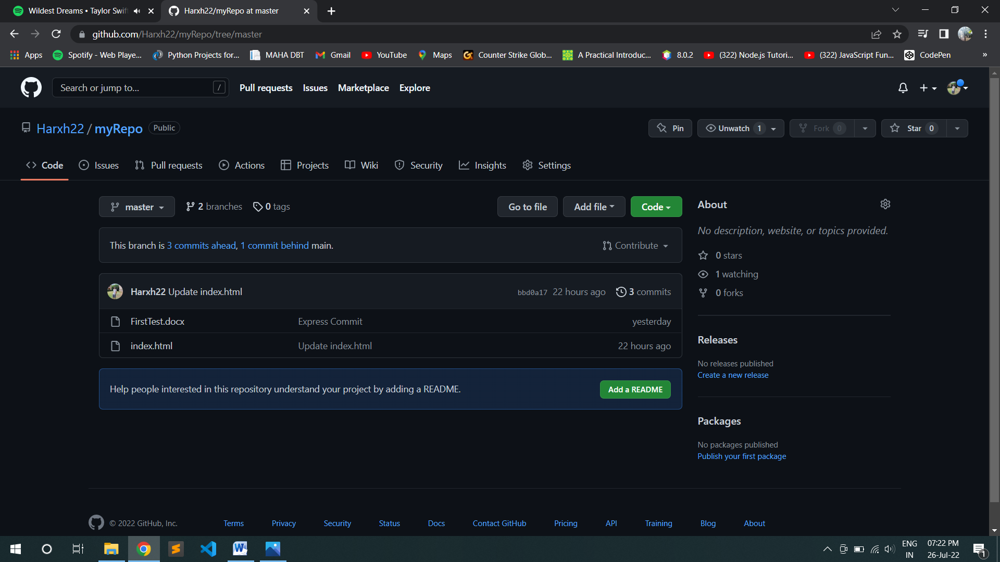 Wildest Dreams • Taylor Swif
Harxh22/myRepo at master
github.com/Harxh22/myRepo/tree/master
Apps
Spotify - Web Playe...
Python Projects for...
MAHA DBT
Gmail
YouTube
Maps
Counter Strike Glob...
A Practical Introduc...
8.0.2
(322) Node.js Tutori...
(322) JavaScript Fun...
CodePen
»
Search or jump to...
/
Pull requests
Issues
Marketplace
Explore
Harxh22 / myRepo
Public
Pin
Unwatch 1
Fork 0
Star 0
Code
Issues
Pull requests
Actions
Projects
Wiki
Security
Insights
Settings
master
2 branches
0 tags
Go to file
Add file
Code
This branch is 3 commits ahead, 1 commit behind main.
Contribute
Harxh22 Update index.html
bbd0a17 22 hours ago
3 commits
FirstTest.docx
Express Commit
yesterday
index.html
Update index.html
22 hours ago
Help people interested in this repository understand your project by adding a README.
Add a README
About
No description, website, or topics provided.
0 stars
1 watching
0 forks
Releases
No releases published
Create a new release
Packages
No packages published
Publish your first package
© 2022 GitHub, Inc.
Terms
Privacy
Security
Status
Docs
Contact GitHub
Pricing
API
Training
Blog
About
ENG
IN
07:22 PM
26-Jul-22
1